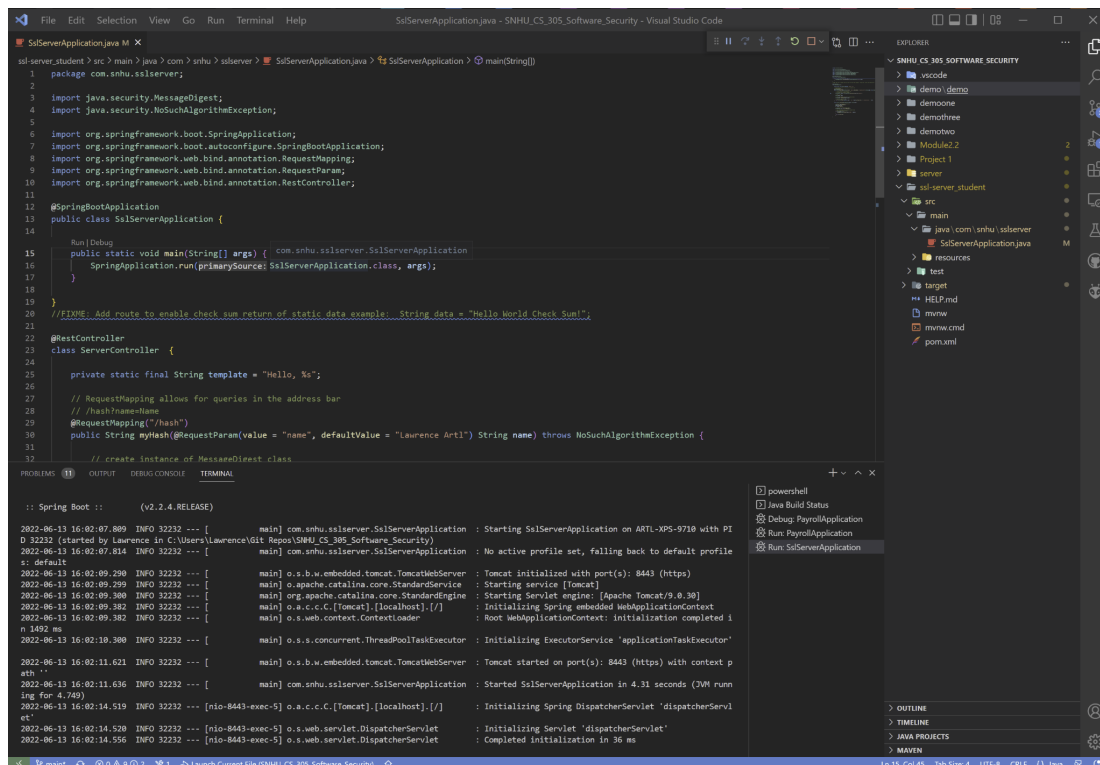 File Edit Selection View Go Run Terminal Help
SslServerApplication.java - SNHU_CS_305_Software_Security - Visual Studio Code
SslServerApplication.java M
ssl-server_student > src > main > java > com > snhu > sslserver > SslServerApplication.java > SslServerApplication > main(String[])
1 package com.snhu.sslserver;
2
3 import java.security.MessageDigest;
4 import java.security.NoSuchAlgorithmException;
5
6 import org.springframework.boot.SpringApplication;
7 import org.springframework.boot.autoconfigure.SpringBootApplication;
8 import org.springframework.web.bind.annotation.RequestMapping;
9 import org.springframework.web.bind.annotation.RequestParam;
10 import org.springframework.web.bind.annotation.RestController;
11
12 @SpringBootApplication
13 public class SslServerApplication {
14
Run | Debug
15 public static void main(String[] args) { com.snhu.sslserver.SslServerApplication
16 SpringApplication.run(primarySource: SslServerApplication.class, args);
17 }
18
19 }
20 //FIXME: Add route to enable check sum return of static data example: String data = "Hello World Check Sum!";
21
22 @RestController
23 class ServerController {
24
25 private static final String template = "Hello, %s";
26
27 // RequestMapping allows for queries in the address bar
28 // /hash?name=Name
29 @RequestMapping("/hash")
30 public String myHash(@RequestParam(value = "name", defaultValue = "Lawrence Artl") String name) throws NoSuchAlgorithmException {
31
32 // create instance of MessageDigest class
PROBLEMS 11 OUTPUT DEBUG CONSOLE TERMINAL
:: Spring Boot :: (v2.2.4.RELEASE)
2022-06-13 16:02:07.809 INFO 32232 --- [ main] com.snhu.sslserver.SslServerApplication : Starting SslServerApplication on ARTL-XPS-9710 with PI
D 32232 (started by Lawrence in C:\Users\Lawrence\Git Repos\SNHU_CS_305_Software_Security)
2022-06-13 16:02:07.814 INFO 32232 --- [ main] com.snhu.sslserver.SslServerApplication : No active profile set, falling back to default profile
s: default
2022-06-13 16:02:09.290 INFO 32232 --- [ main] o.s.b.w.embedded.tomcat.TomcatWebServer : Tomcat initialized with port(s): 8443 (https)
2022-06-13 16:02:09.299 INFO 32232 --- [ main] o.apache.catalina.core.StandardService : Starting service [Tomcat]
2022-06-13 16:02:09.300 INFO 32232 --- [ main] org.apache.catalina.core.StandardEngine : Starting Servlet engine: [Apache Tomcat/9.0.30]
2022-06-13 16:02:09.382 INFO 32232 --- [ main] o.a.c.c.C.[Tomcat].[localhost].[/] : Initializing Spring embedded WebApplicationContext
2022-06-13 16:02:09.382 INFO 32232 --- [ main] o.s.web.context.ContextLoader : Root WebApplicationContext: initialization completed i
n 1492 ms
2022-06-13 16:02:10.300 INFO 32232 --- [ main] o.s.s.concurrent.ThreadPoolTaskExecutor : Initializing ExecutorService 'applicationTaskExecutor'
2022-06-13 16:02:11.621 INFO 32232 --- [ main] o.s.b.w.embedded.tomcat.TomcatWebServer : Tomcat started on port(s): 8443 (https) with context p
ath ''
2022-06-13 16:02:11.636 INFO 32232 --- [ main] com.snhu.sslserver.SslServerApplication : Started SslServerApplication in 4.31 seconds (JVM runn
ing for 4.749)
2022-06-13 16:02:14.519 INFO 32232 --- [nio-8443-exec-5] o.a.c.c.C.[Tomcat].[localhost].[/] : Initializing Spring DispatcherServlet 'dispatcherServl
et'
2022-06-13 16:02:14.520 INFO 32232 --- [nio-8443-exec-5] o.s.web.servlet.DispatcherServlet : Initializing Servlet 'dispatcherServlet'
2022-06-13 16:02:14.556 INFO 32232 --- [nio-8443-exec-5] o.s.web.servlet.DispatcherServlet : Completed initialization in 36 ms
powershell
Java Build Status
Debug: PayrollApplication
Run: PayrollApplication
Run: SslServerApplication
EXPLORER
SNHU_CS_305_SOFTWARE_SECURITY
.vscode
demo \ demo
demoone
demothree
demotwo
Module2.2 2
Project 1
server
ssl-server_student
src
main
java \ com \ snhu \ sslserver
SslServerApplication.java M
resources
test
target
HELP.md
mvnw
mvnw.cmd
pom.xml
OUTLINE
TIMELINE
JAVA PROJECTS
MAVEN
main* 0 9 2 1 Launch Current File (SNHU_CS_305_Software_Security)
Ln 15, Col 45 Tab Size: 4 UTF-8 CRLF {} Java